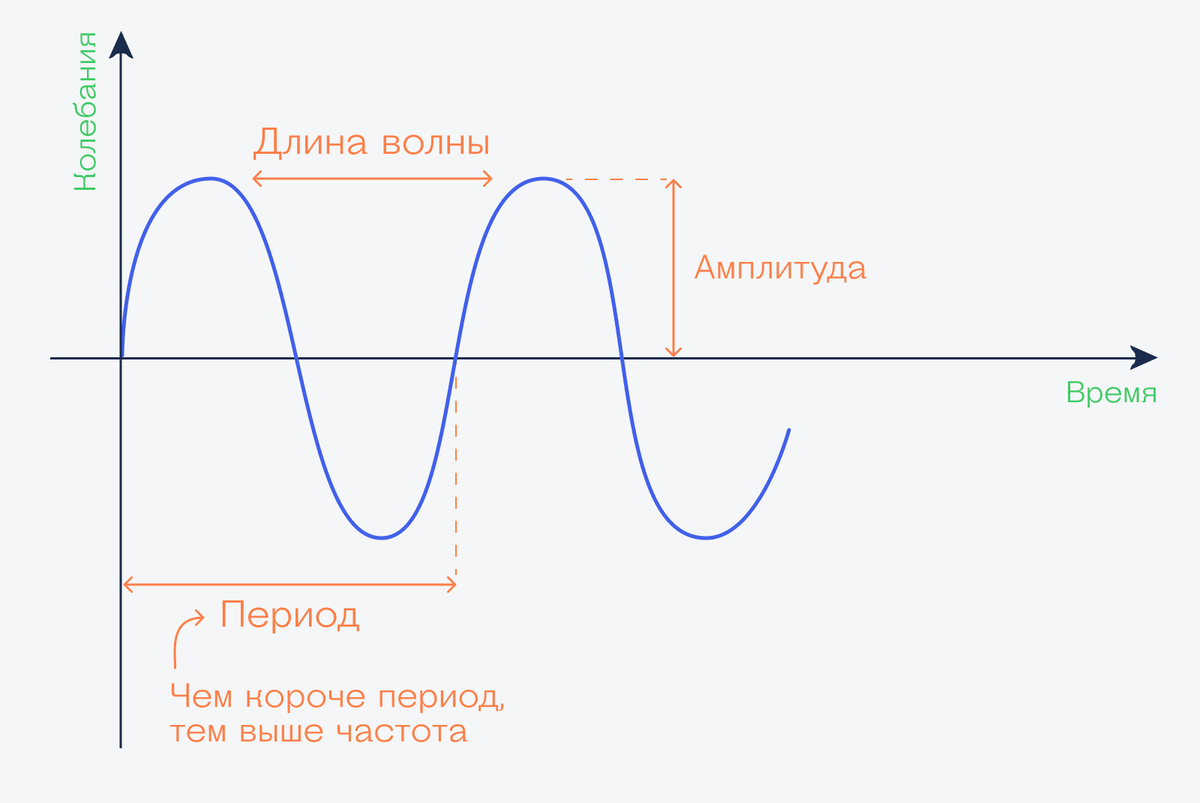 Колебания
Длина волны
Амплитуда
Время
Период
Чем короче период,
тем выше частота